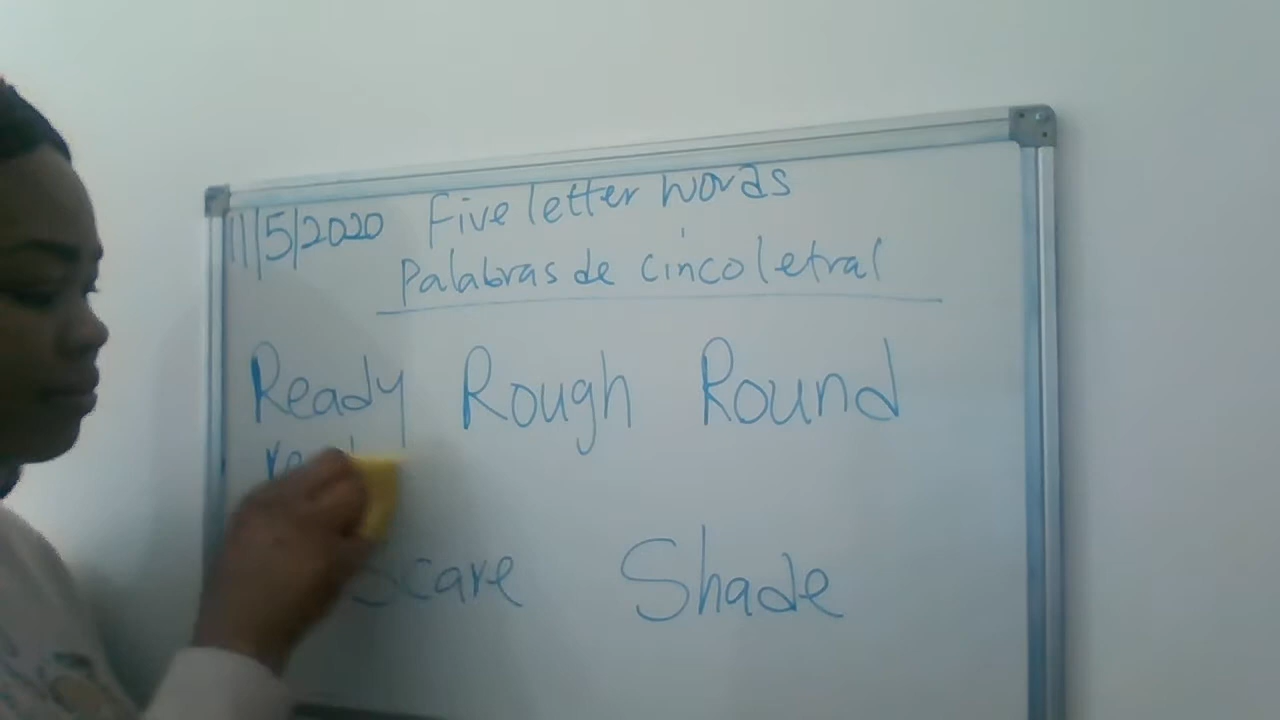 11/5/2020 Five letter words
Palabras de cinco letral
Ready Rough Round
Scare Shade